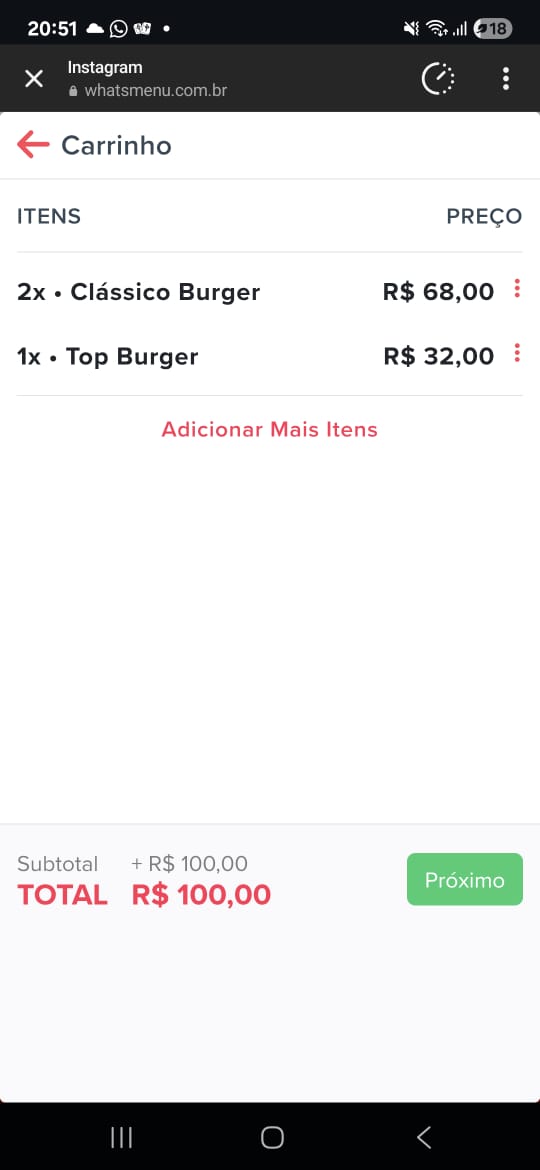 20:51
18
Instagram
whatsmenu.com.br
Carrinho
ITENS PREÇO
2x • Clássico Burger R$ 68,00
1x • Top Burger R$ 32,00
Adicionar Mais Itens
Subtotal + R$ 100,00
TOTAL R$ 100,00
Próximo